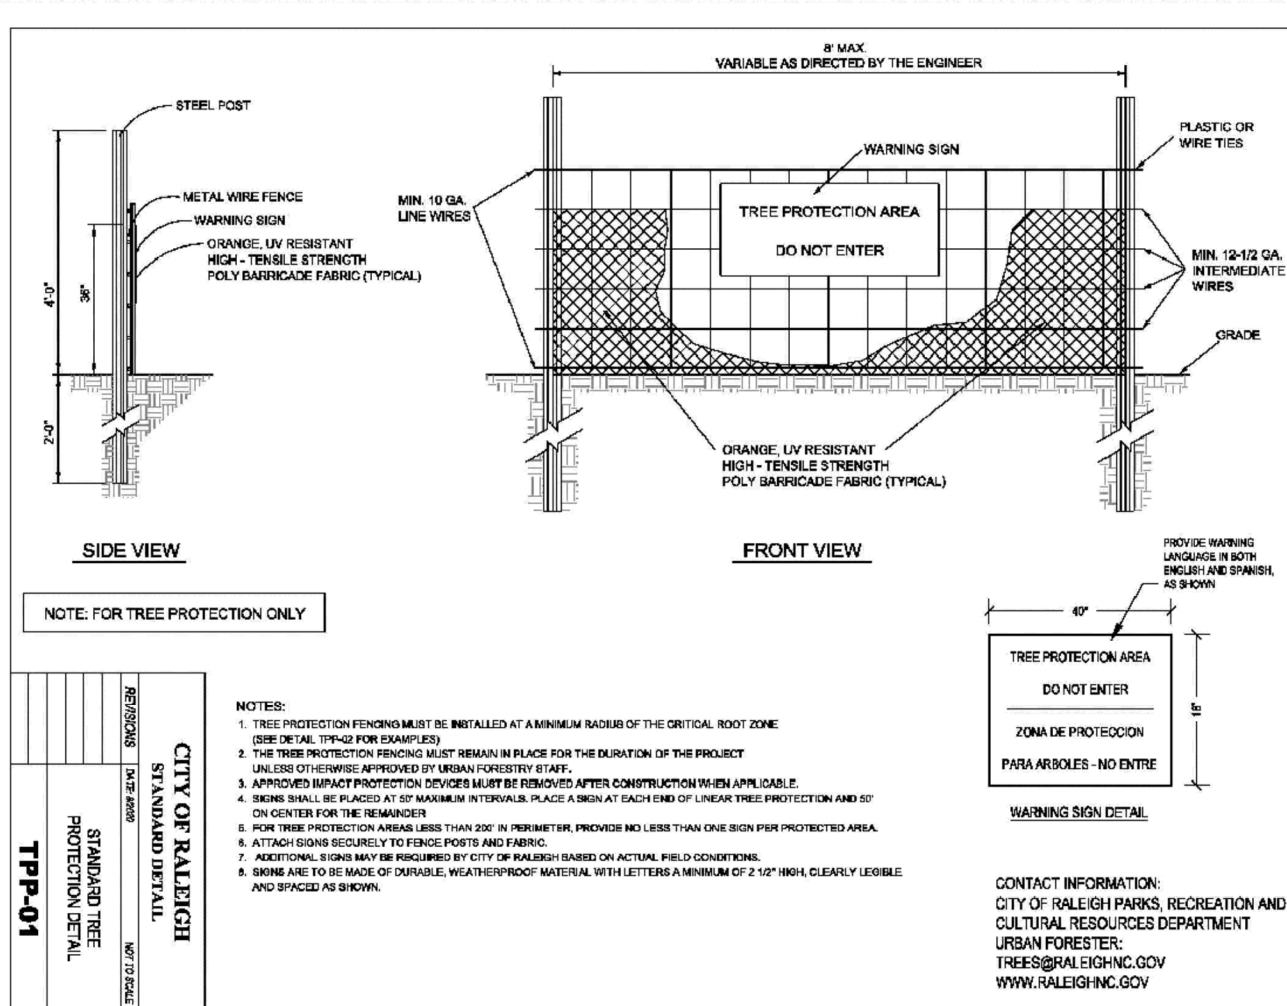 8' MAX.
VARIABLE AS DIRECTED BY THE ENGINEER
STEEL POST
METAL WIRE FENCE
WARNING SIGN
ORANGE, UV RESISTANT
HIGH - TENSILE STRENGTH
POLY BARRICADE FABRIC (TYPICAL)
4'-0"
36"
2'-0"
SIDE VIEW
MIN. 10 GA.
LINE WIRES
WARNING SIGN
TREE PROTECTION AREA
DO NOT ENTER
PLASTIC OR
WIRE TIES
MIN. 12-1/2 GA.
INTERMEDIATE
WIRES
GRADE
ORANGE, UV RESISTANT
HIGH - TENSILE STRENGTH
POLY BARRICADE FABRIC (TYPICAL)
FRONT VIEW
NOTE: FOR TREE PROTECTION ONLY
PROVIDE WARNING
LANGUAGE IN BOTH
ENGLISH AND SPANISH,
AS SHOWN
40"
TREE PROTECTION AREA
DO NOT ENTER
ZONA DE PROTECCION
PARA ARBOLES - NO ENTRE
WARNING SIGN DETAIL
NOTES:
1. TREE PROTECTION FENCING MUST BE INSTALLED AT A MINIMUM RADIUS OF THE CRITICAL ROOT ZONE
(SEE DETAIL TPP-02 FOR EXAMPLES)
2. THE TREE PROTECTION FENCING MUST REMAIN IN PLACE FOR THE DURATION OF THE PROJECT
UNLESS OTHERWISE APPROVED BY URBAN FORESTRY STAFF.
3. APPROVED IMPACT PROTECTION DEVICES MUST BE REMOVED AFTER CONSTRUCTION WHEN APPLICABLE.
4. SIGNS SHALL BE PLACED AT 50' MAXIMUM INTERVALS. PLACE A SIGN AT EACH END OF LINEAR TREE PROTECTION AND 50'
ON CENTER FOR THE REMAINDER
5. FOR TREE PROTECTION AREAS LESS THAN 200' IN PERIMETER, PROVIDE NO LESS THAN ONE SIGN PER PROTECTED AREA.
6. ATTACH SIGNS SECURELY TO FENCE POSTS AND FABRIC.
7. ADDITIONAL SIGNS MAY BE REQUIRED BY CITY OF RALEIGH BASED ON ACTUAL FIELD CONDITIONS.
8. SIGNS ARE TO BE MADE OF DURABLE, WEATHERPROOF MATERIAL WITH LETTERS A MINIMUM OF 2 1/2" HIGH, CLEARLY LEGIBLE
AND SPACED AS SHOWN.
CITY OF RALEIGH
STANDARD DETAIL
REVISIONS
DATE:
NOT TO SCALE
STANDARD TREE
PROTECTION DETAIL
TPP-01
CONTACT INFORMATION:
CITY OF RALEIGH PARKS, RECREATION AND
CULTURAL RESOURCES DEPARTMENT
URBAN FORESTER:
TREES@RALEIGHNC.GOV
WWW.RALEIGHNC.GOV